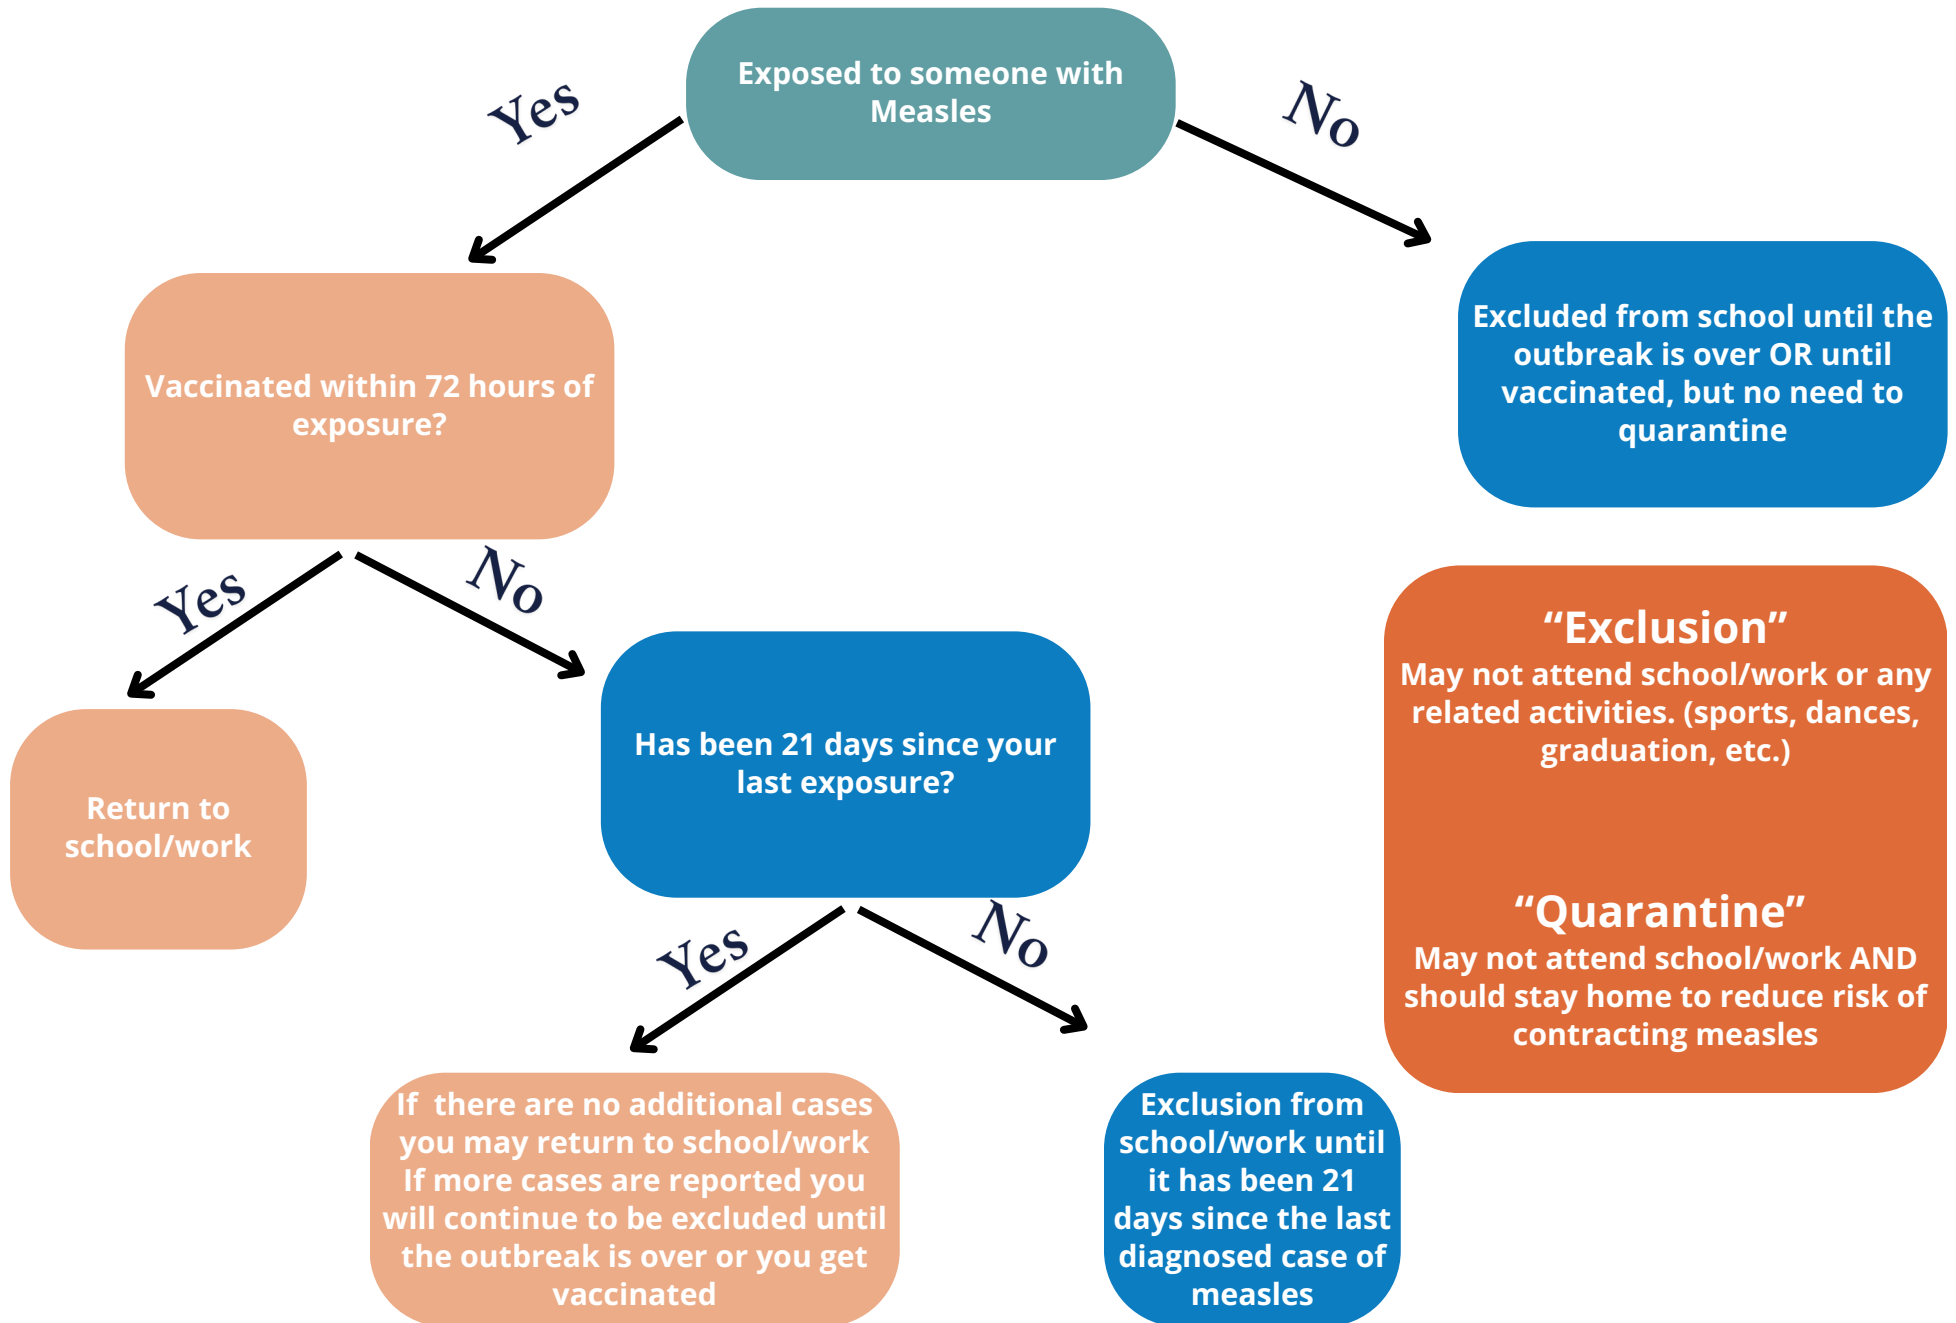 Exposed to someone with
Measles
Yes
No
Vaccinated within 72 hours of
exposure?
Excluded from school until the
outbreak is over OR until
vaccinated, but no need to
quarantine
Yes
No
Return to
school/work
Has been 21 days since your
last exposure?
“Exclusion”
May not attend school/work or any
related activities. (sports, dances,
graduation, etc.)
“Quarantine”
May not attend school/work AND
should stay home to reduce risk of
contracting measles
Yes
No
If there are no additional cases
you may return to school/work
If more cases are reported you
will continue to be excluded until
the outbreak is over or you get
vaccinated
Exclusion from
school/work until
it has been 21
days since the last
diagnosed case of
measles